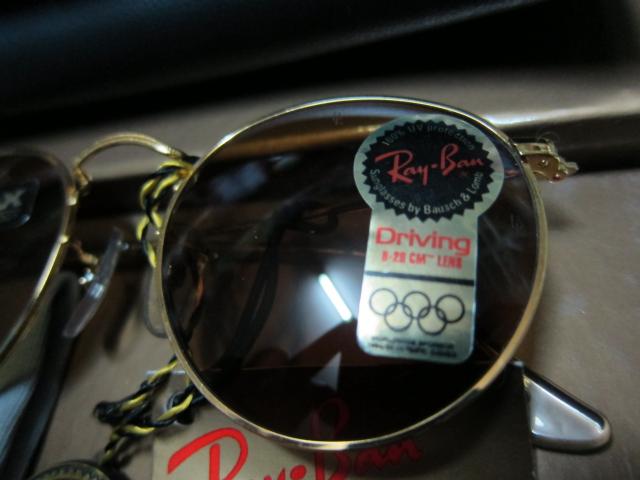 100% UV protection
Ray-Ban
Sunglasses by Bausch & Lomb
Driving
B-20 CM™ LENS
Ray-Ban